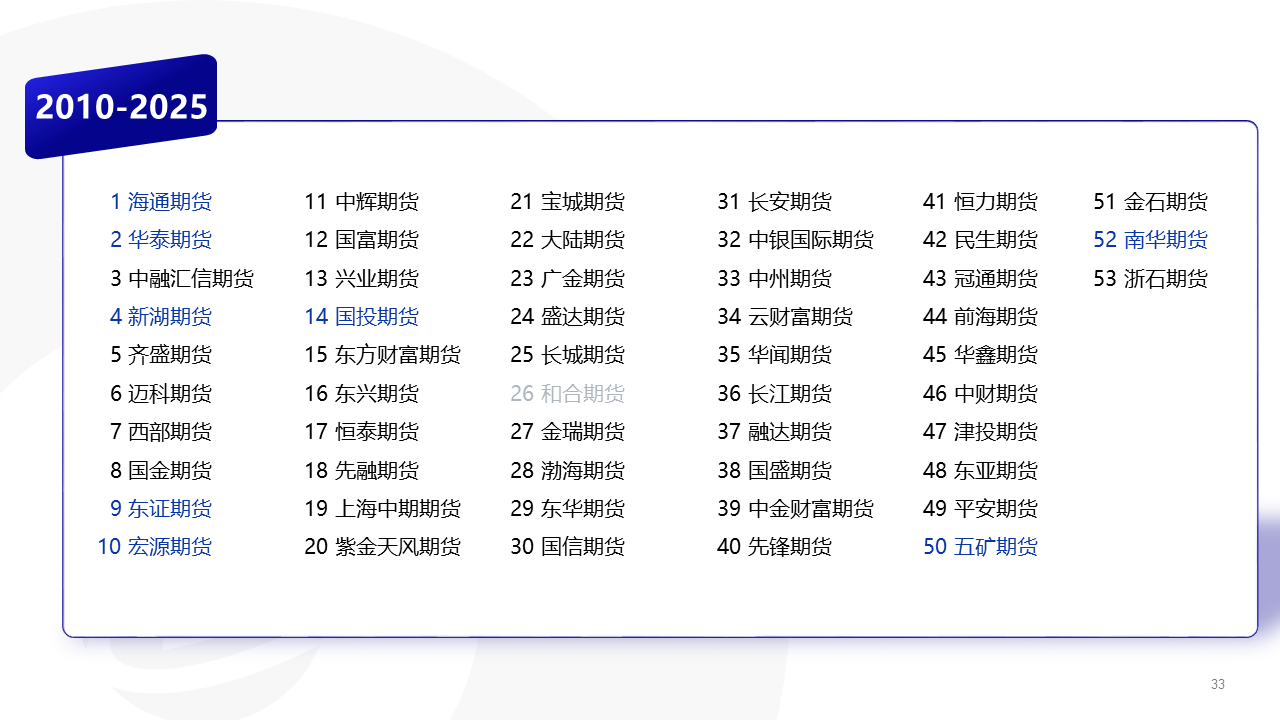 2010-2025
1 海通期货
2 华泰期货
3 中融汇信期货
4 新湖期货
5 齐盛期货
6 迈科期货
7 西部期货
8 国金期货
9 东证期货
10 宏源期货
11 中辉期货
12 国富期货
13 兴业期货
14 国投期货
15 东方财富期货
16 东兴期货
17 恒泰期货
18 先融期货
19 上海中期期货
20 紫金天风期货
21 宝城期货
22 大陆期货
23 广金期货
24 盛达期货
25 长城期货
26 和合期货
27 金瑞期货
28 渤海期货
29 东华期货
30 国信期货
31 长安期货
32 中银国际期货
33 中州期货
34 云财富期货
35 华闻期货
36 长江期货
37 融达期货
38 国盛期货
39 中金财富期货
40 先锋期货
41 恒力期货
42 民生期货
43 冠通期货
44 前海期货
45 华鑫期货
46 中财期货
47 津投期货
48 东亚期货
49 平安期货
50 五矿期货
51 金石期货
52 南华期货
53 浙石期货
33